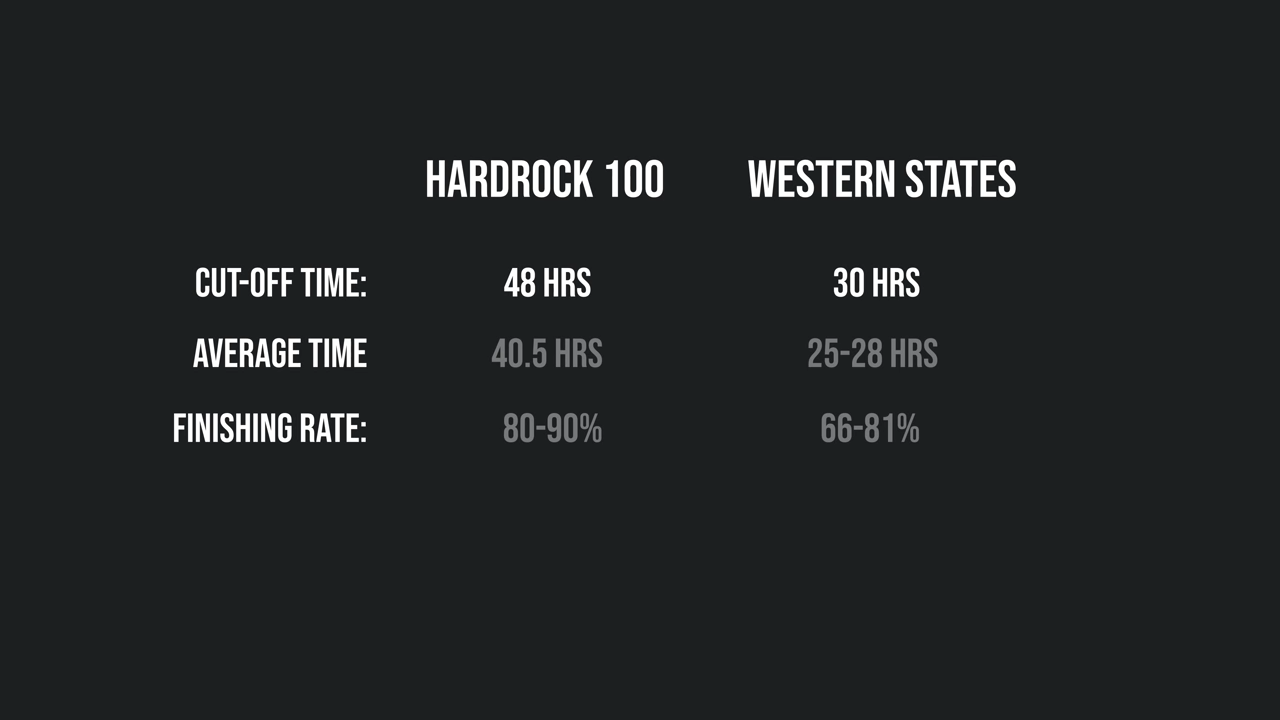 HARDROCK 100 WESTERN STATES
CUT-OFF TIME: 48 HRS 30 HRS
AVERAGE TIME 40.5 HRS 25-28 HRS
FINISHING RATE: 80-90% 66-81%